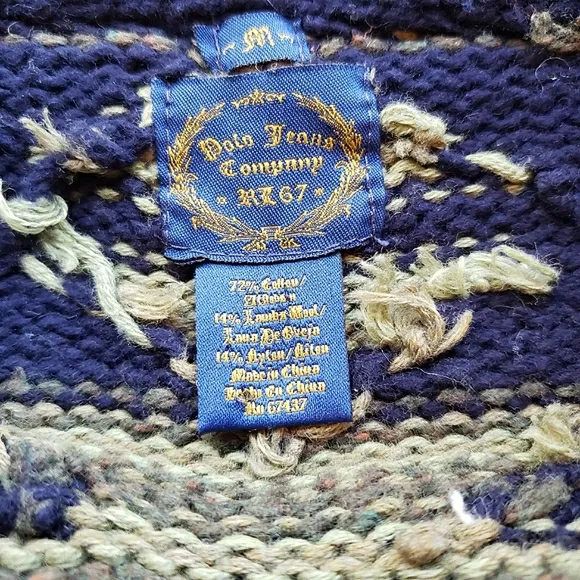 M
Polo Jeans
Company
RL67
72% Cotton/
Algodon
14% Lambs Wool/
Lana De Oveja
14% Nylon/Nilon
Made in China
Hecho En China
Rn 67437